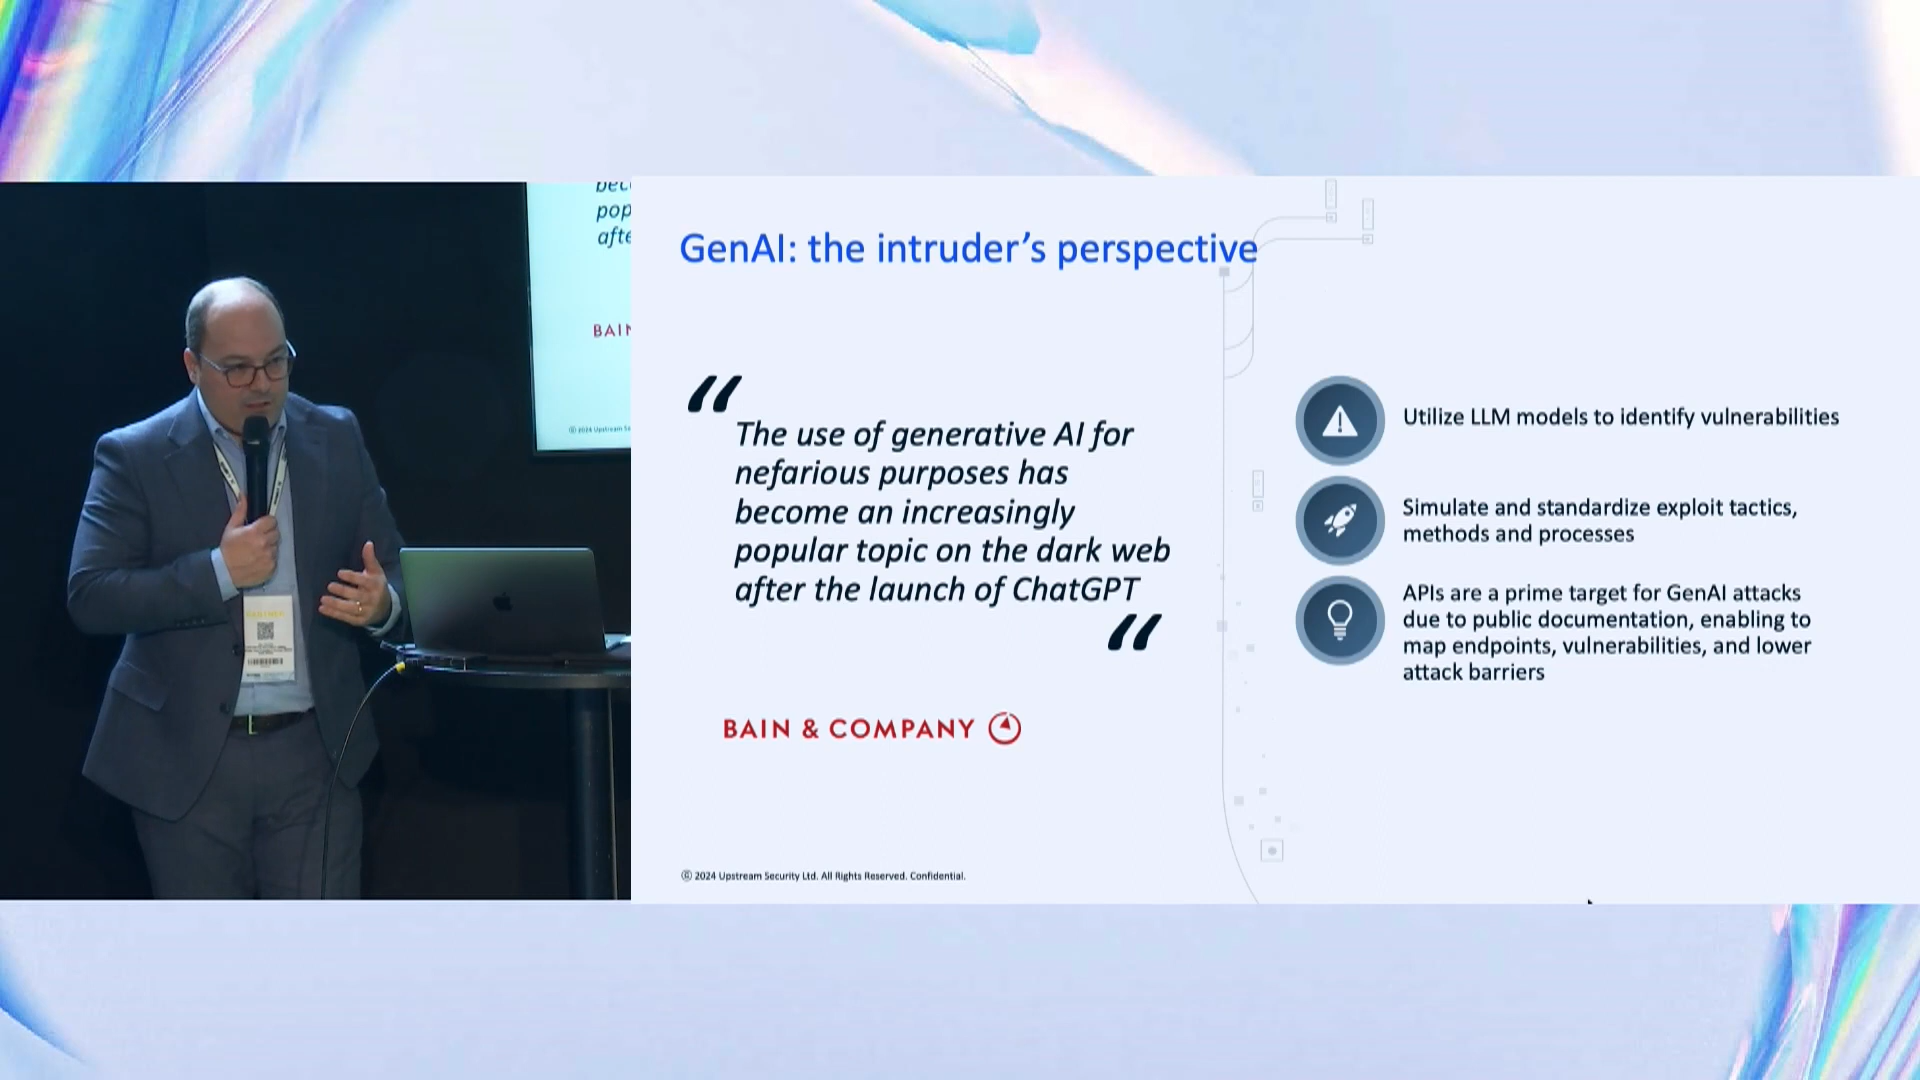 pop
afte
BAIN
GenAI: the intruder’s perspective
“
The use of generative AI for
nefarious purposes has
become an increasingly
popular topic on the dark web
after the launch of ChatGPT
”
BAIN & COMPANY
Utilize LLM models to identify vulnerabilities
Simulate and standardize exploit tactics,
methods and processes
APIs are a prime target for GenAI attacks
due to public documentation, enabling to
map endpoints, vulnerabilities, and lower
attack barriers
© 2024 Upstream Security Ltd. All Rights Reserved. Confidential.